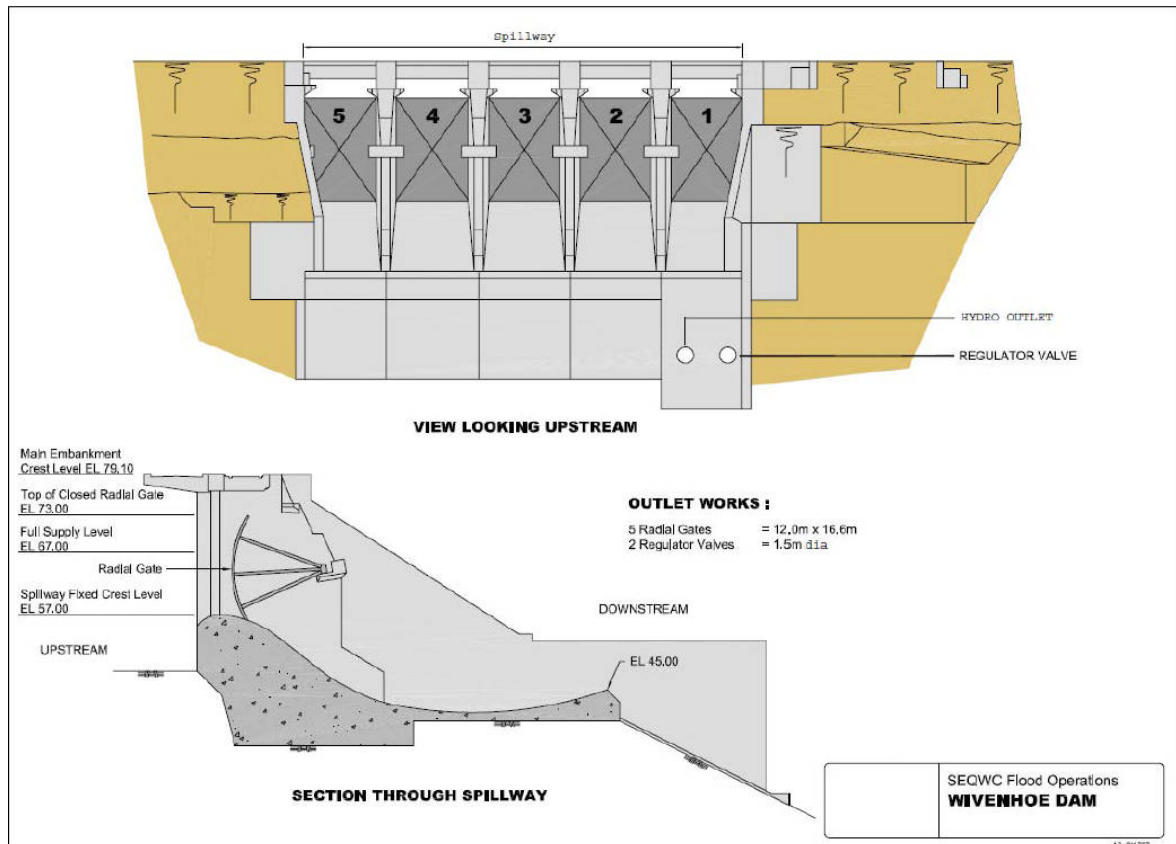 Spillway
5 4 3 2 1
HYDRO OUTLET
REGULATOR VALVE
VIEW LOOKING UPSTREAM
Main Embankment
Crest Level EL 79.10
Top of Closed Radial Gate
EL 73.00
Full Supply Level
EL 67.00
Radial Gate
Spillway Fixed Crest Level
EL 57.00
UPSTREAM
OUTLET WORKS :
5 Radial Gates = 12.0m x 16.6m
2 Regulator Valves = 1.5m dia
DOWNSTREAM
EL 45.00
SECTION THROUGH SPILLWAY
SEQWC Flood Operations
WIVENHOE DAM